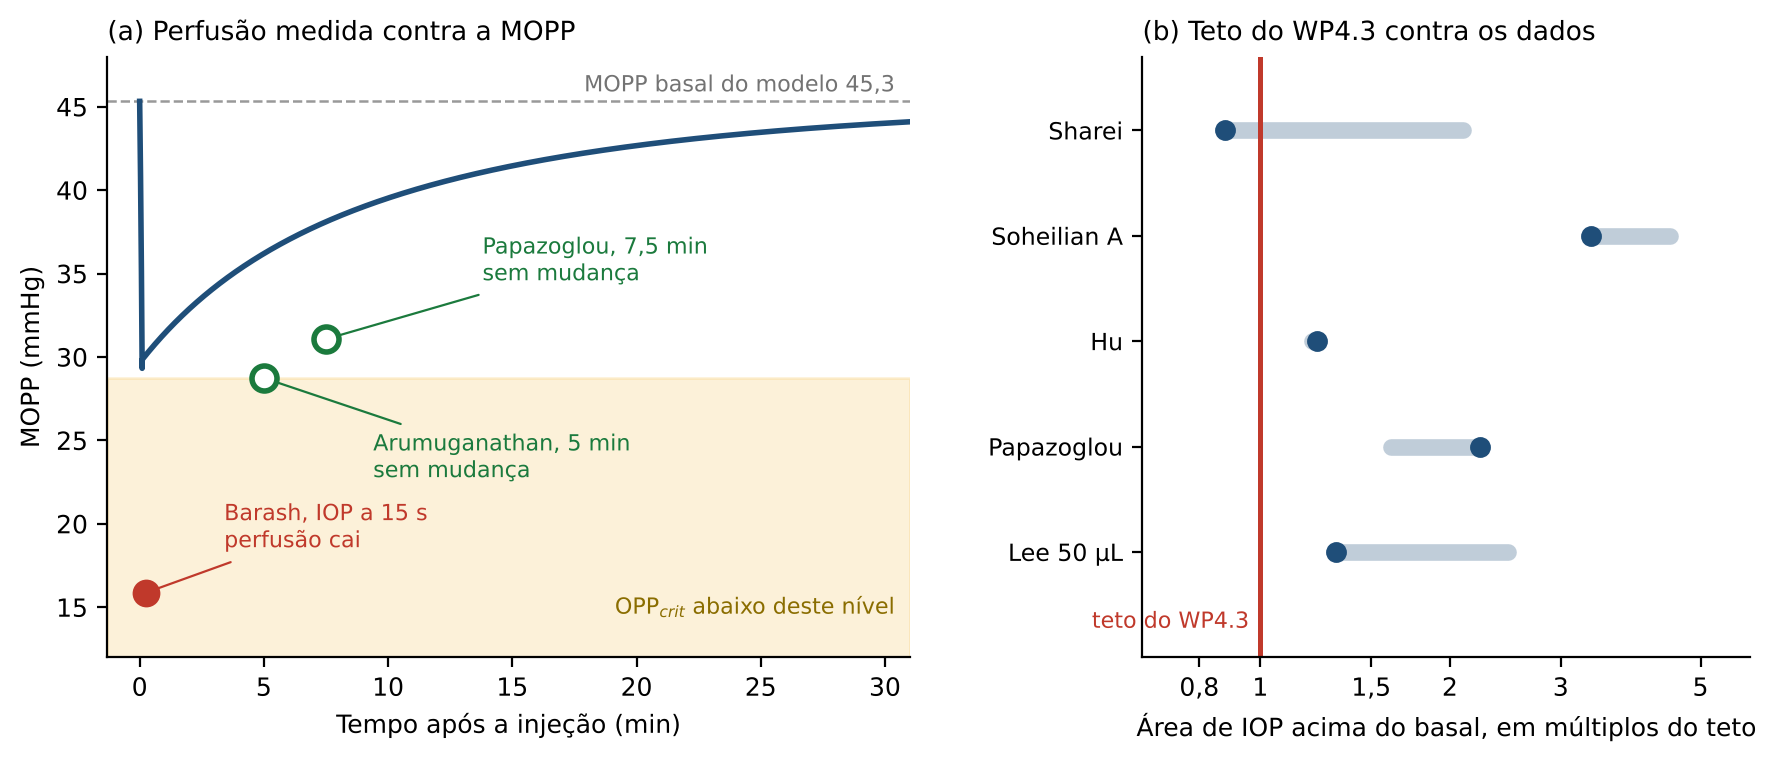 (a) Perfusão medida contra a MOPP
MOPP (mmHg)
45
40
35
30
25
20
15
MOPP basal do modelo 45,3
Papazoglou, 7,5 min
sem mudança
Arumuganathan, 5 min
sem mudança
Barash, IOP a 15 s
perfusão cai
OPPcrit abaixo deste nível
0 5 10 15 20 25 30
Tempo após a injeção (min)
(b) Teto do WP4.3 contra os dados
Sharei
Soheilian A
Hu
Papazoglou
Lee 50 µL
teto do WP4.3
0,8 1 1,5 2 3 5
Área de IOP acima do basal, em múltiplos do teto